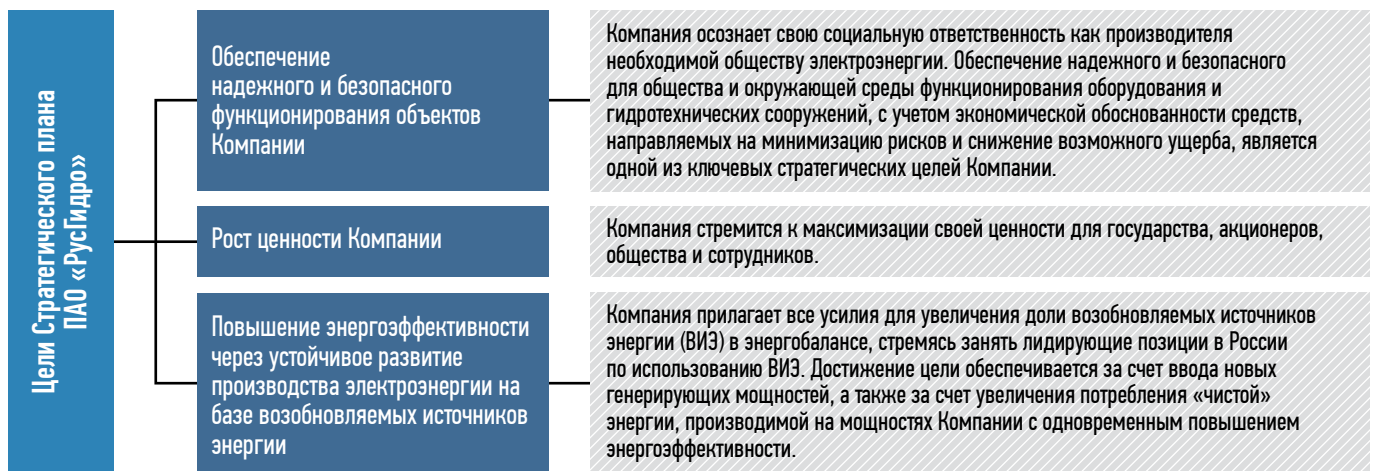 Цели Стратегического плана
ПАО «РусГидро»
Обеспечение
надежного и безопасного
функционирования объектов
Компании
Компания осознает свою социальную ответственность как производителя
необходимой обществу электроэнергии. Обеспечение надежного и безопасного
для общества и окружающей среды функционирования оборудования и
гидротехнических сооружений, с учетом экономической обоснованности средств,
направляемых на минимизацию рисков и снижение возможного ущерба, является
одной из ключевых стратегических целей Компании.
Рост ценности Компании
Компания стремится к максимизации своей ценности для государства, акционеров,
общества и сотрудников.
Повышение энергоэффективности
через устойчивое развитие
производства электроэнергии на
базе возобновляемых источников
энергии
Компания прилагает все усилия для увеличения доли возобновляемых источников
энергии (ВИЭ) в энергобалансе, стремясь занять лидирующие позиции в России
по использованию ВИЭ. Достижение цели обеспечивается за счет ввода новых
генерирующих мощностей, а также за счет увеличения потребления «чистой»
энергии, производимой на мощностях Компании с одновременным повышением
энергоэффективности.